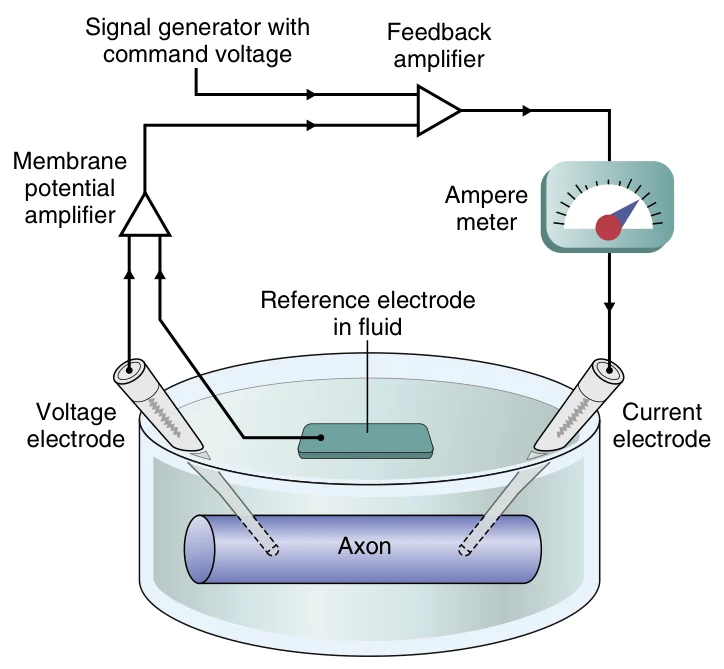 Signal generator with
command voltage
Feedback
amplifier
Membrane
potential
amplifier
Ampere
meter
Reference electrode
in fluid
Voltage
electrode
Current
electrode
Axon